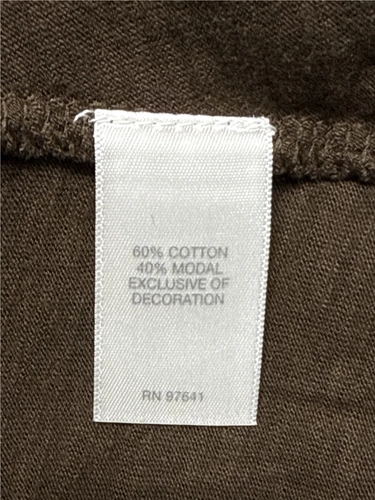 60% COTTON
40% MODAL
EXCLUSIVE OF
DECORATION
RN 97641